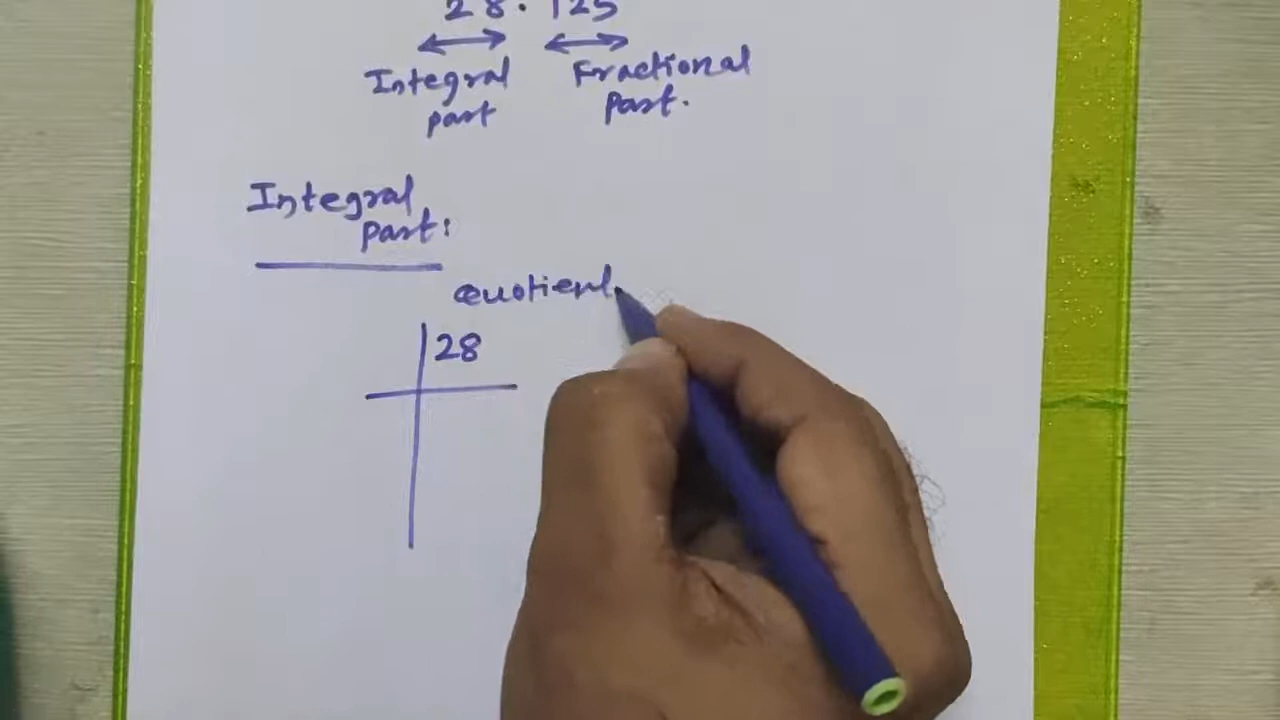 28.125
Integral Fractional
part part.
Integral
part:
Quotient
28